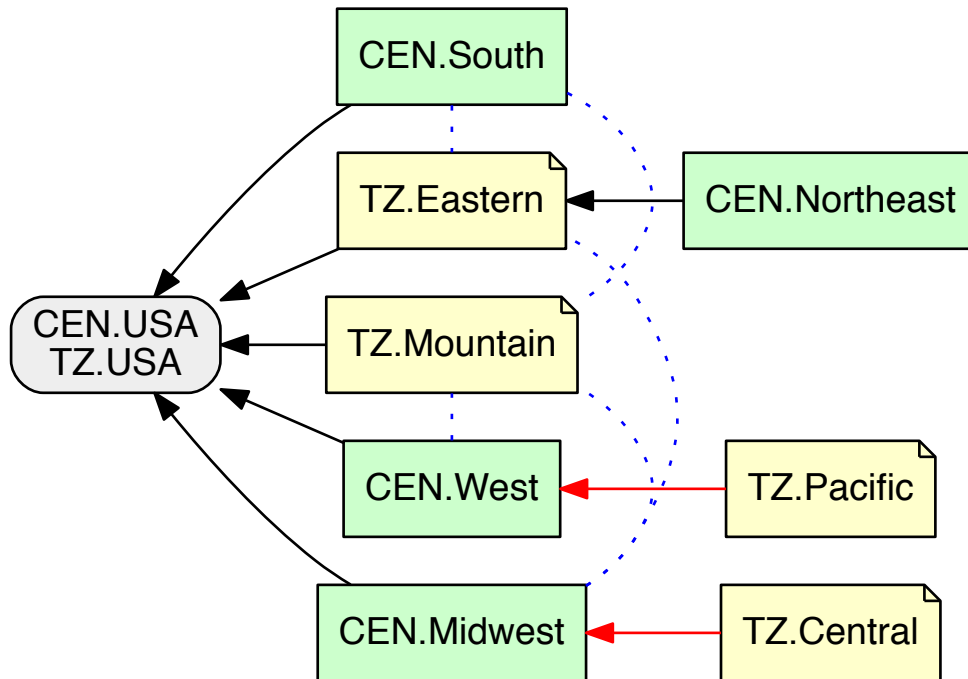 CEN.South
TZ.Eastern
CEN.Northeast
CEN.USA
TZ.USA
TZ.Mountain
CEN.West
TZ.Pacific
CEN.Midwest
TZ.Central